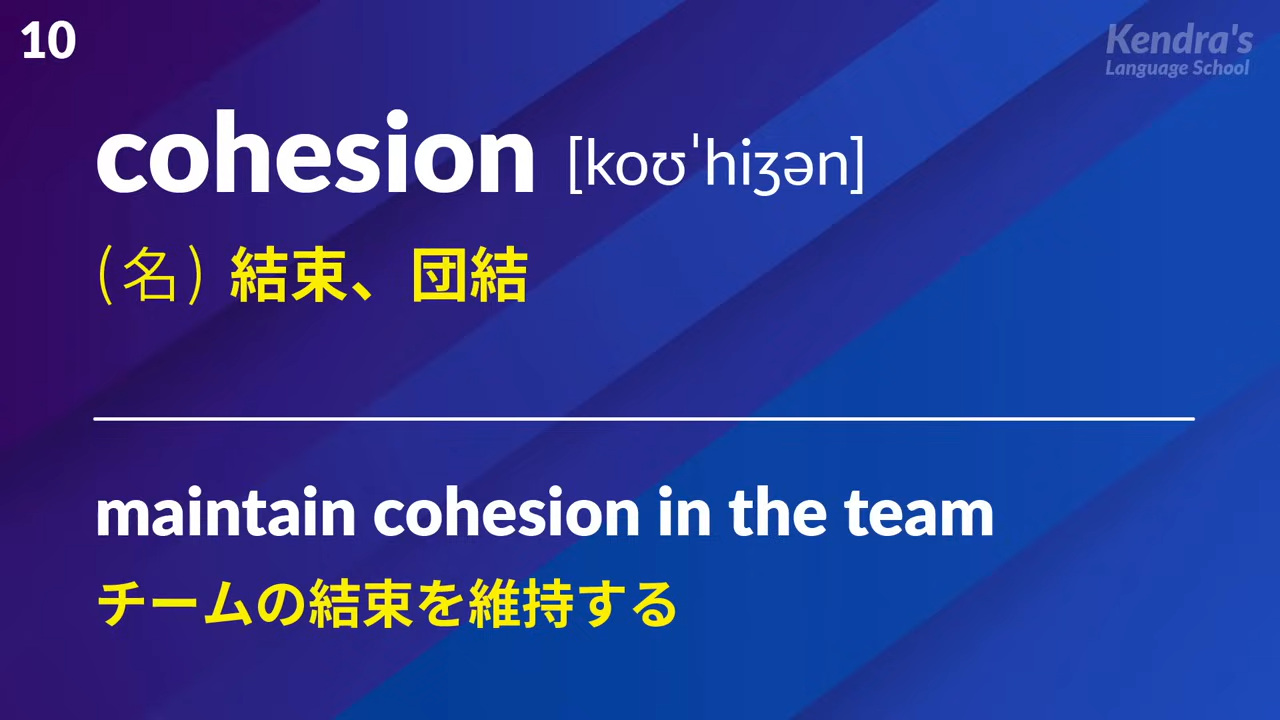 10
Kendra's
Language School
cohesion [koʊˈhiʒən]
（名）結束、団結
maintain cohesion in the team
チームの結束を維持する